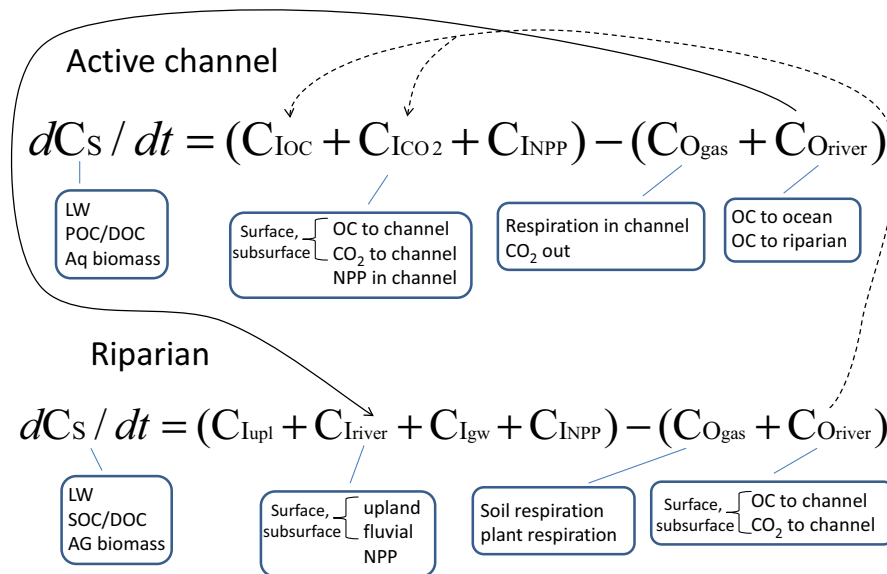 Active channel
dCS / dt = (CIOC + CICO2 + CINPP) − (COgas + COriver)
LW
POC/DOC
Aq biomass
Surface, subsurface { OC to channel
CO2 to channel
NPP in channel
Respiration in channel
CO2 out
OC to ocean
OC to riparian
Riparian
dCS / dt = (CIupl + CIriver + CIgw + CINPP) − (COgas + COriver)
LW
SOC/DOC
AG biomass
Surface, subsurface { upland
fluvial
NPP
Soil respiration
plant respiration
Surface, subsurface { OC to channel
CO2 to channel